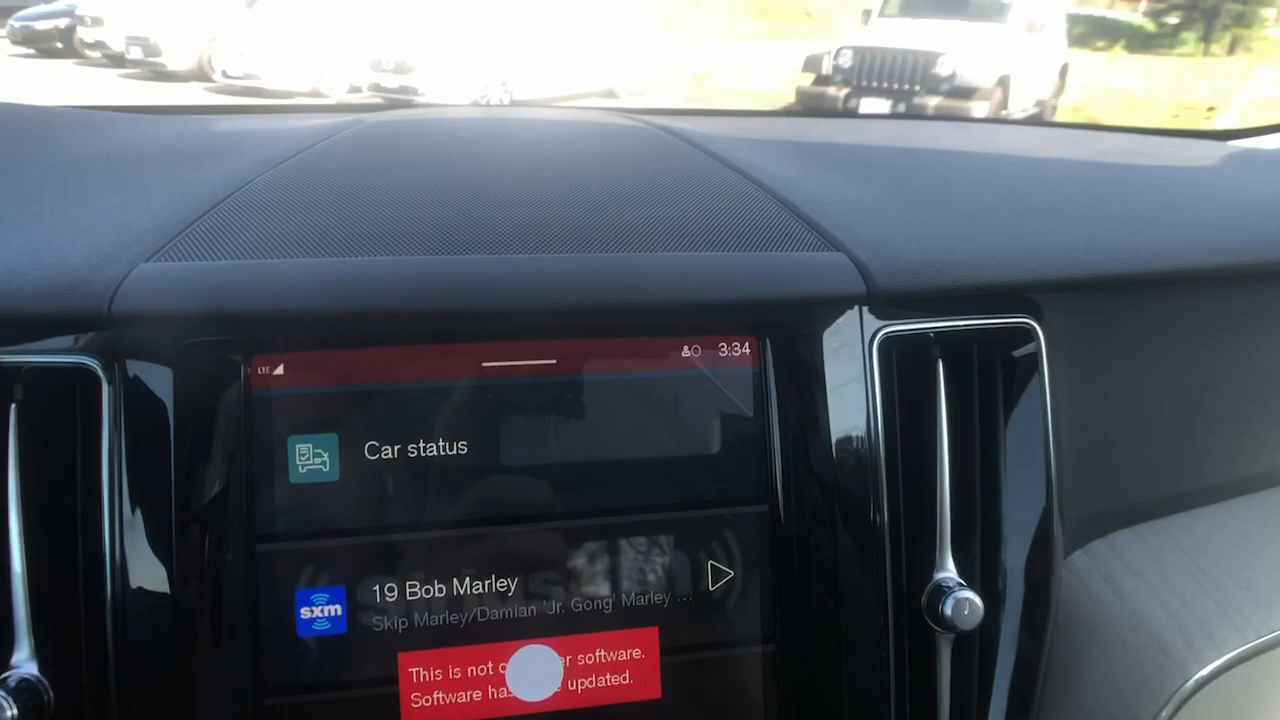 LTE 0 3:34
Car status
sxm
19 Bob Marley
Skip Marley/Damian 'Jr. Gong' Marley ...
This is not software.
Software updated.